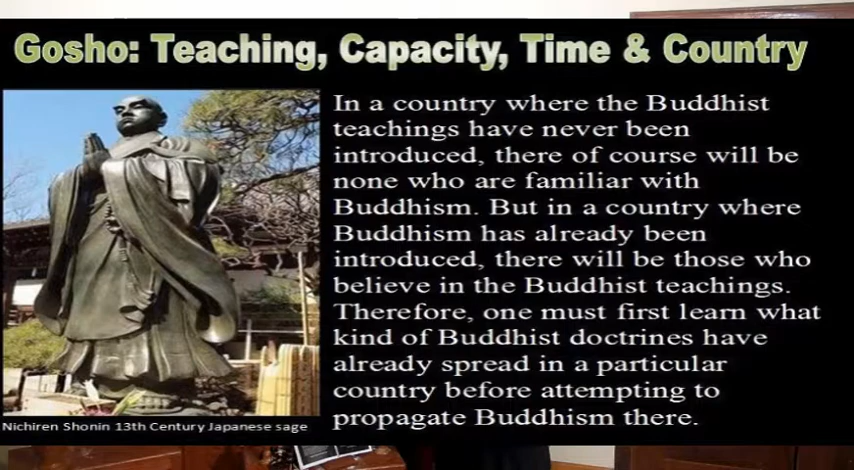 Gosho: Teaching, Capacity, Time & Country
In a country where the Buddhist
teachings have never been
introduced, there of course will be
none who are familiar with
Buddhism. But in a country where
Buddhism has already been
introduced, there will be those who
believe in the Buddhist teachings.
Therefore, one must first learn what
kind of Buddhist doctrines have
already spread in a particular
country before attempting to
propagate Buddhism there.
Nichiren Shonin 13th Century Japanese sage